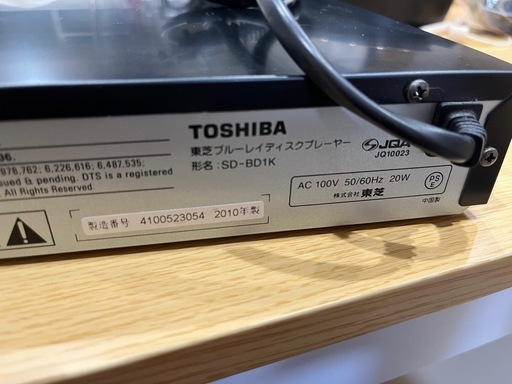 TOSHIBA
東芝ブルーレイディスクプレーヤー
形名：SD-BD1K
JQA
JQ10023
AC 100V 50/60Hz 20W
株式会社 東芝
PS
E
中国製
製造番号 4100523054 2010年製
978,762; 6,226,616; 6,487,535;
ued & pending. DTS is a registered
All Rights Reserved